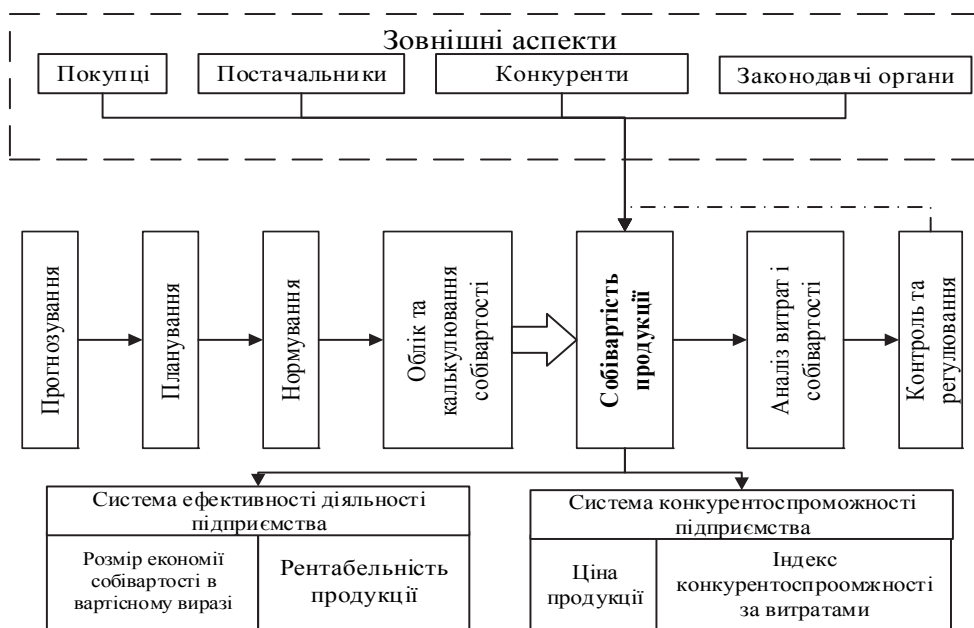 Зовнішні аспекти
Покупці
Постачальники
Конкуренти
Законодавчі органи
Прогнозування
Планування
Нормування
Облік та
калькулювання
собівартості
Собівартість
продукції
Аналіз витрат і
собівартості
Контроль та
регулювання
Система ефективності діяльності
підприємства
Розмір економії
собівартості в
вартісному виразі
Рентабельність
продукції
Система конкурентоспроможності
підприємства
Ціна
продукції
Індекс
конкурентоспроомжності
за витратами